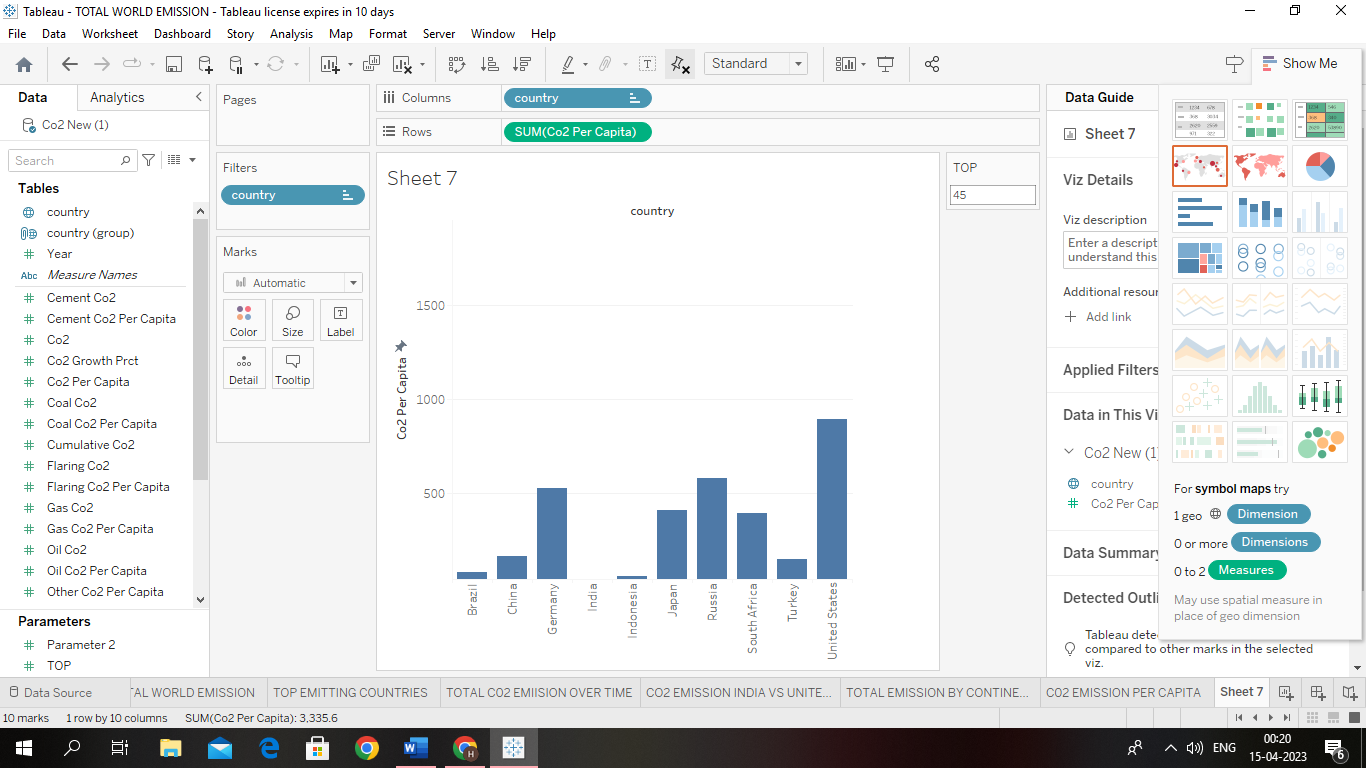 Tableau - TOTAL WORLD EMISSION - Tableau license expires in 10 days
File Data Worksheet Dashboard Story Analysis Map Format Server Window Help
Standard
Show Me
Data Analytics
Co2 New (1)
Search
Tables
country
country (group)
Year
Abc Measure Names
Cement Co2
Cement Co2 Per Capita
Co2
Co2 Growth Prct
Co2 Per Capita
Coal Co2
Coal Co2 Per Capita
Cumulative Co2
Flaring Co2
Flaring Co2 Per Capita
Gas Co2
Gas Co2 Per Capita
Oil Co2
Oil Co2 Per Capita
Other Co2 Per Capita
Parameters
Parameter 2
TOP
Pages
Filters
country
Marks
Automatic
Color Size Label
Detail Tooltip
Columns country
Rows SUM(Co2 Per Capita)
Sheet 7
country
1500
1000
500
Co2 Per Capita
Brazil
China
Germany
India
Indonesia
Japan
Russia
South Africa
Turkey
United States
TOP
45
Data Guide
Sheet 7
Viz Details
Viz description
Enter a descript
understand this
Additional resour
Add link
Applied Filters
Data in This Vi
Co2 New (1)
country
Co2 Per Cap
Data Summary
Detected Outli
Tableau dete
compared to other marks in the selected
viz.
For symbol maps try
1 geo Dimension
0 or more Dimensions
0 to 2 Measures
May use spatial measure in
place of geo dimension
Data Source TAL WORLD EMISSION TOP EMITTING COUNTRIES TOTAL CO2 EMIISION OVER TIME CO2 EMISSION INDIA VS UNITE... TOTAL EMISSION BY CONTINE... CO2 EMISSION PER CAPITA Sheet 7
10 marks 1 row by 10 columns SUM(Co2 Per Capita): 3,335.6
ENG
00:20
15-04-2023
6